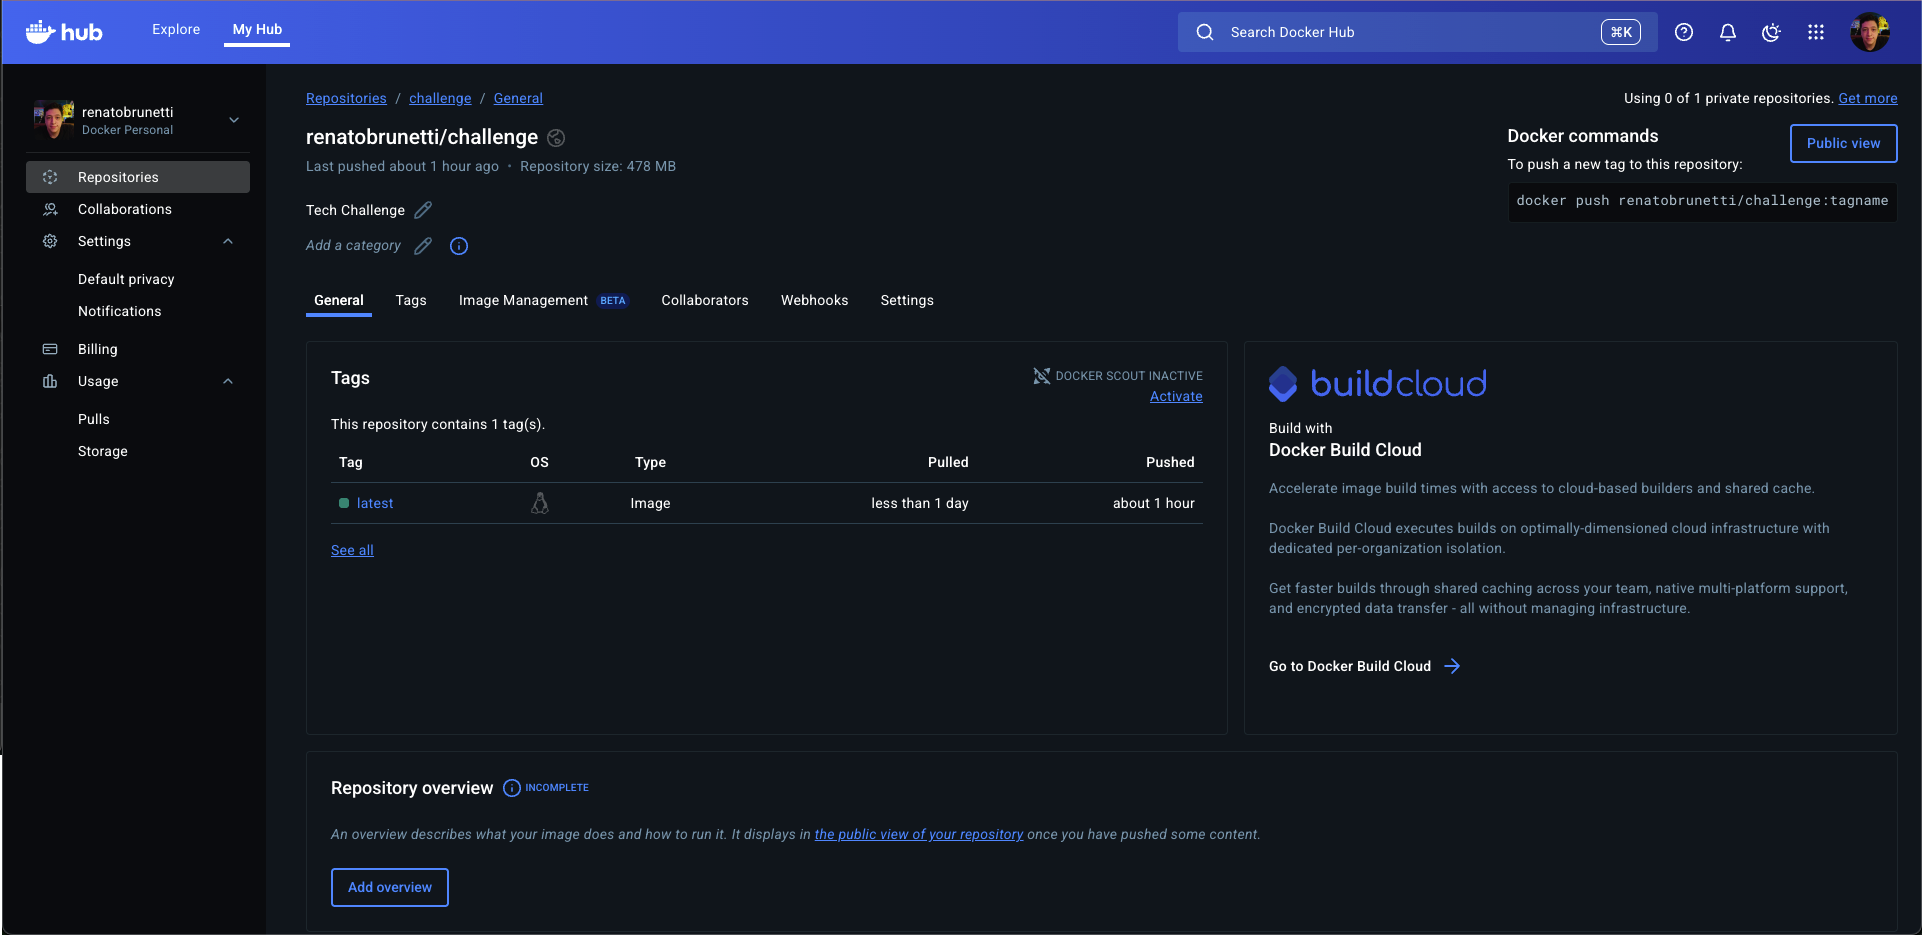 hub
Explore
My Hub
Search Docker Hub
⌘K
renatobrunetti
Docker Personal
Repositories
Collaborations
Settings
Default privacy
Notifications
Billing
Usage
Pulls
Storage
Repositories / challenge / General
Using 0 of 1 private repositories. Get more
renatobrunetti/challenge
Last pushed about 1 hour ago • Repository size: 478 MB
Docker commands
Public view
To push a new tag to this repository:
docker push renatobrunetti/challenge:tagname
Tech Challenge
Add a category
General
Tags
Image Management BETA
Collaborators
Webhooks
Settings
Tags
DOCKER SCOUT INACTIVE
Activate
This repository contains 1 tag(s).
Tag OS Type Pulled Pushed
latest Image less than 1 day about 1 hour
See all
buildcloud
Build with
Docker Build Cloud
Accelerate image build times with access to cloud-based builders and shared cache.
Docker Build Cloud executes builds on optimally-dimensioned cloud infrastructure with
dedicated per-organization isolation.
Get faster builds through shared caching across your team, native multi-platform support,
and encrypted data transfer - all without managing infrastructure.
Go to Docker Build Cloud
Repository overview INCOMPLETE
An overview describes what your image does and how to run it. It displays in the public view of your repository once you have pushed some content.
Add overview